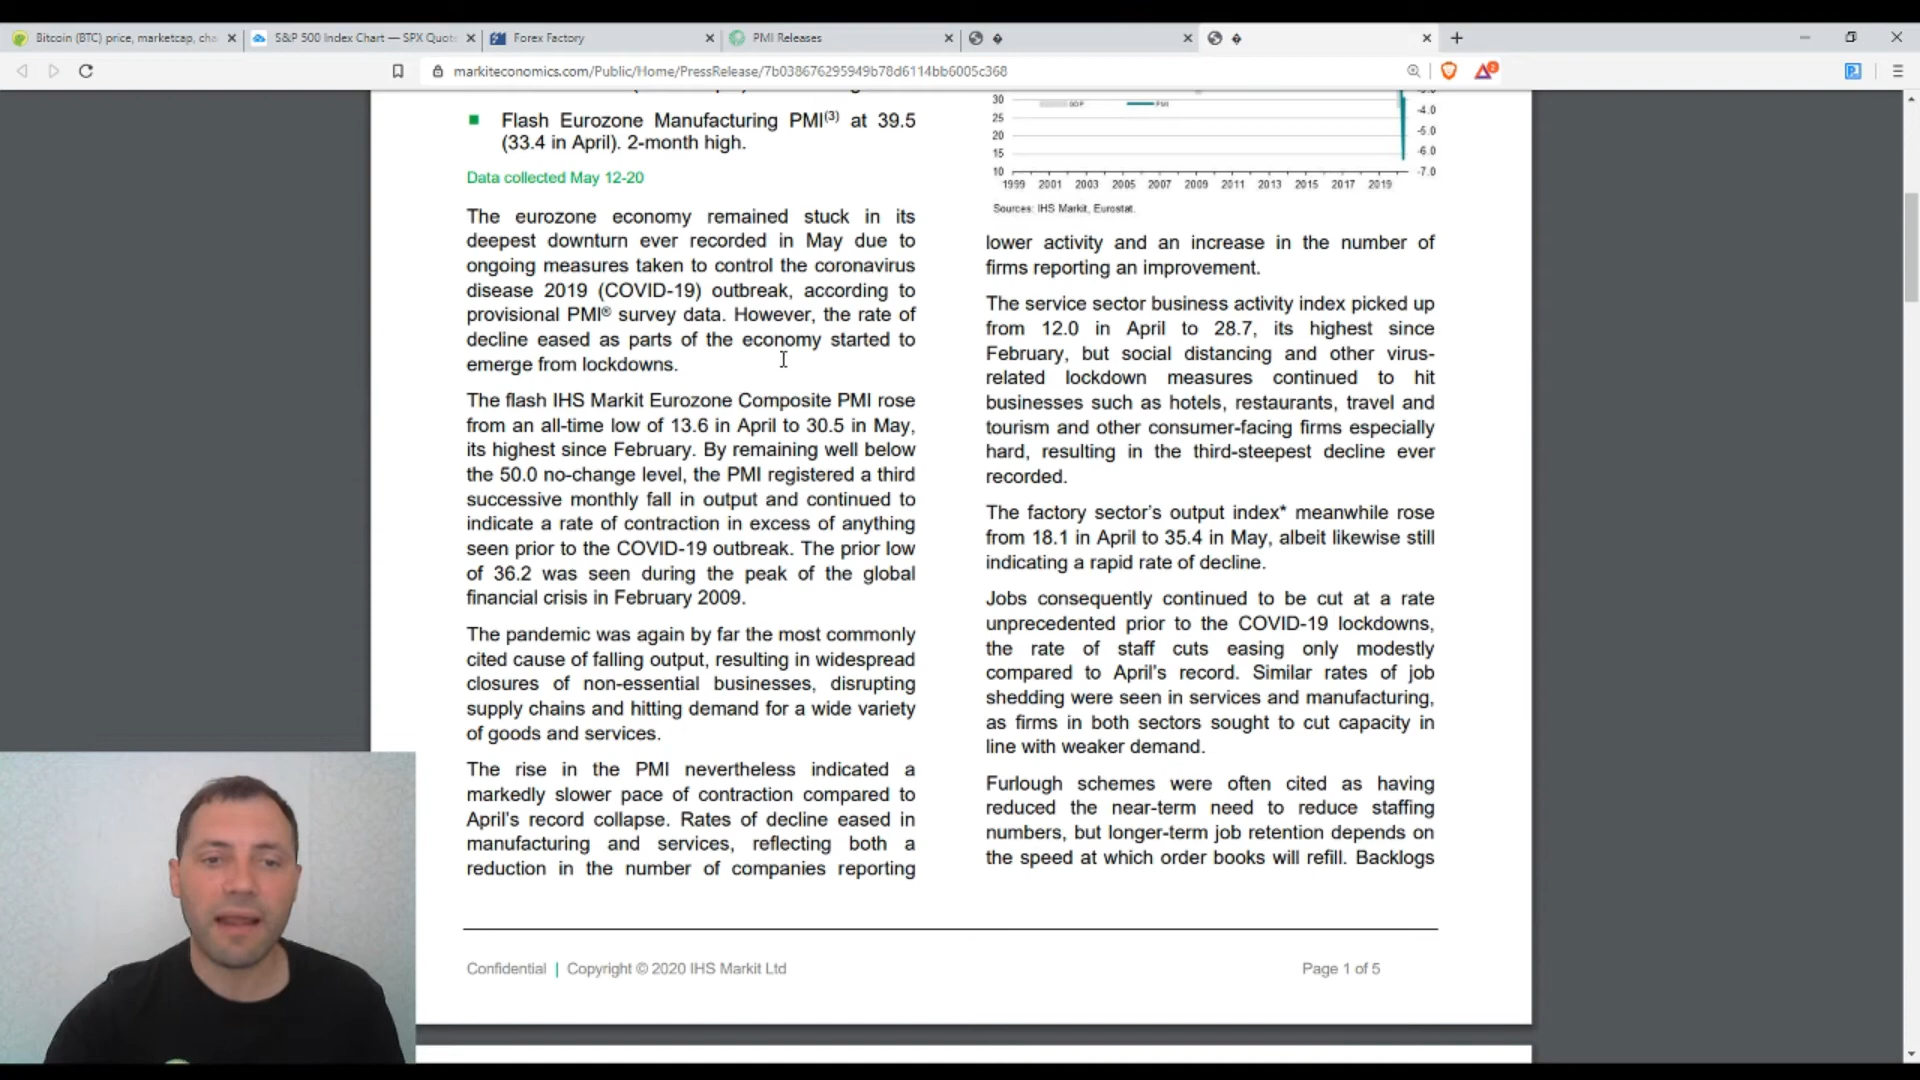 Bitcoin (BTC) price, marketcap, cha
S&P 500 Index Chart — SPX Quot
Forex Factory
PMI Releases
markiteconomics.com/Public/Home/PressRelease/7b038676295949b78d6114bb6005c368
Flash Eurozone Manufacturing PMI(3) at 39.5
(33.4 in April). 2-month high.
Data collected May 12-20
The eurozone economy remained stuck in its
deepest downturn ever recorded in May due to
ongoing measures taken to control the coronavirus
disease 2019 (COVID-19) outbreak, according to
provisional PMI® survey data. However, the rate of
decline eased as parts of the economy started to
emerge from lockdowns.
The flash IHS Markit Eurozone Composite PMI rose
from an all-time low of 13.6 in April to 30.5 in May,
its highest since February. By remaining well below
the 50.0 no-change level, the PMI registered a third
successive monthly fall in output and continued to
indicate a rate of contraction in excess of anything
seen prior to the COVID-19 outbreak. The prior low
of 36.2 was seen during the peak of the global
financial crisis in February 2009.
The pandemic was again by far the most commonly
cited cause of falling output, resulting in widespread
closures of non-essential businesses, disrupting
supply chains and hitting demand for a wide variety
of goods and services.
The rise in the PMI nevertheless indicated a
markedly slower pace of contraction compared to
April's record collapse. Rates of decline eased in
manufacturing and services, reflecting both a
reduction in the number of companies reporting
30
25
20
15
10
GDP
PMI
-4.0
-5.0
-6.0
-7.0
1999 2001 2003 2005 2007 2009 2011 2013 2015 2017 2019
Sources: IHS Markit, Eurostat.
lower activity and an increase in the number of
firms reporting an improvement.
The service sector business activity index picked up
from 12.0 in April to 28.7, its highest since
February, but social distancing and other virus-
related lockdown measures continued to hit
businesses such as hotels, restaurants, travel and
tourism and other consumer-facing firms especially
hard, resulting in the third-steepest decline ever
recorded.
The factory sector's output index* meanwhile rose
from 18.1 in April to 35.4 in May, albeit likewise still
indicating a rapid rate of decline.
Jobs consequently continued to be cut at a rate
unprecedented prior to the COVID-19 lockdowns,
the rate of staff cuts easing only modestly
compared to April's record. Similar rates of job
shedding were seen in services and manufacturing,
as firms in both sectors sought to cut capacity in
line with weaker demand.
Furlough schemes were often cited as having
reduced the near-term need to reduce staffing
numbers, but longer-term job retention depends on
the speed at which order books will refill. Backlogs
Confidential | Copyright © 2020 IHS Markit Ltd
Page 1 of 5